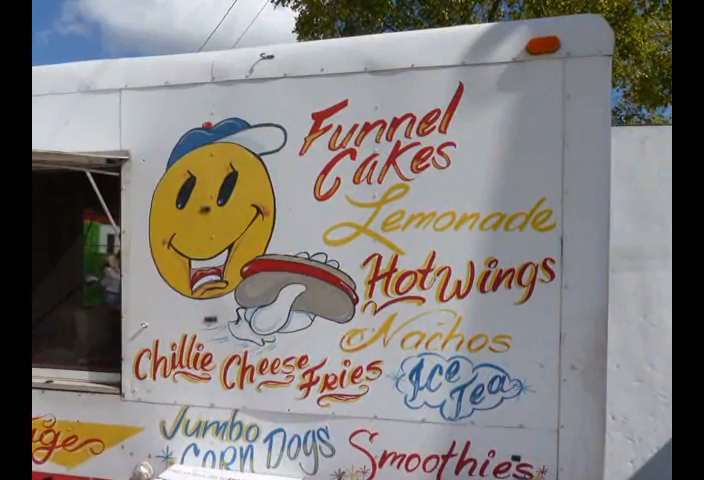 Funnel
Cakes
Lemonade
Hot Wings
Nachos
Chillie Cheese Fries
Ice
Tea
Jumbo
Corn Dogs
Smoothies